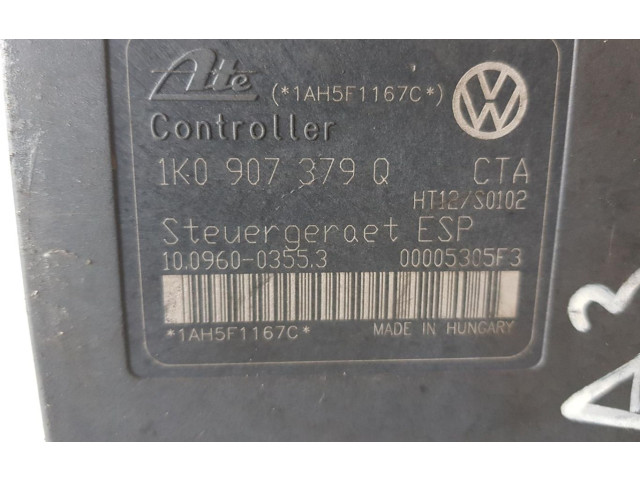 Ate (*1AH5F1167C*)
Controller
1K0 907 379 Q CTA
HT12/S0102
Steuergeraet ESP
10.0960-0355.3 00005305F3
*1AH5F1167C* MADE IN HUNGARY